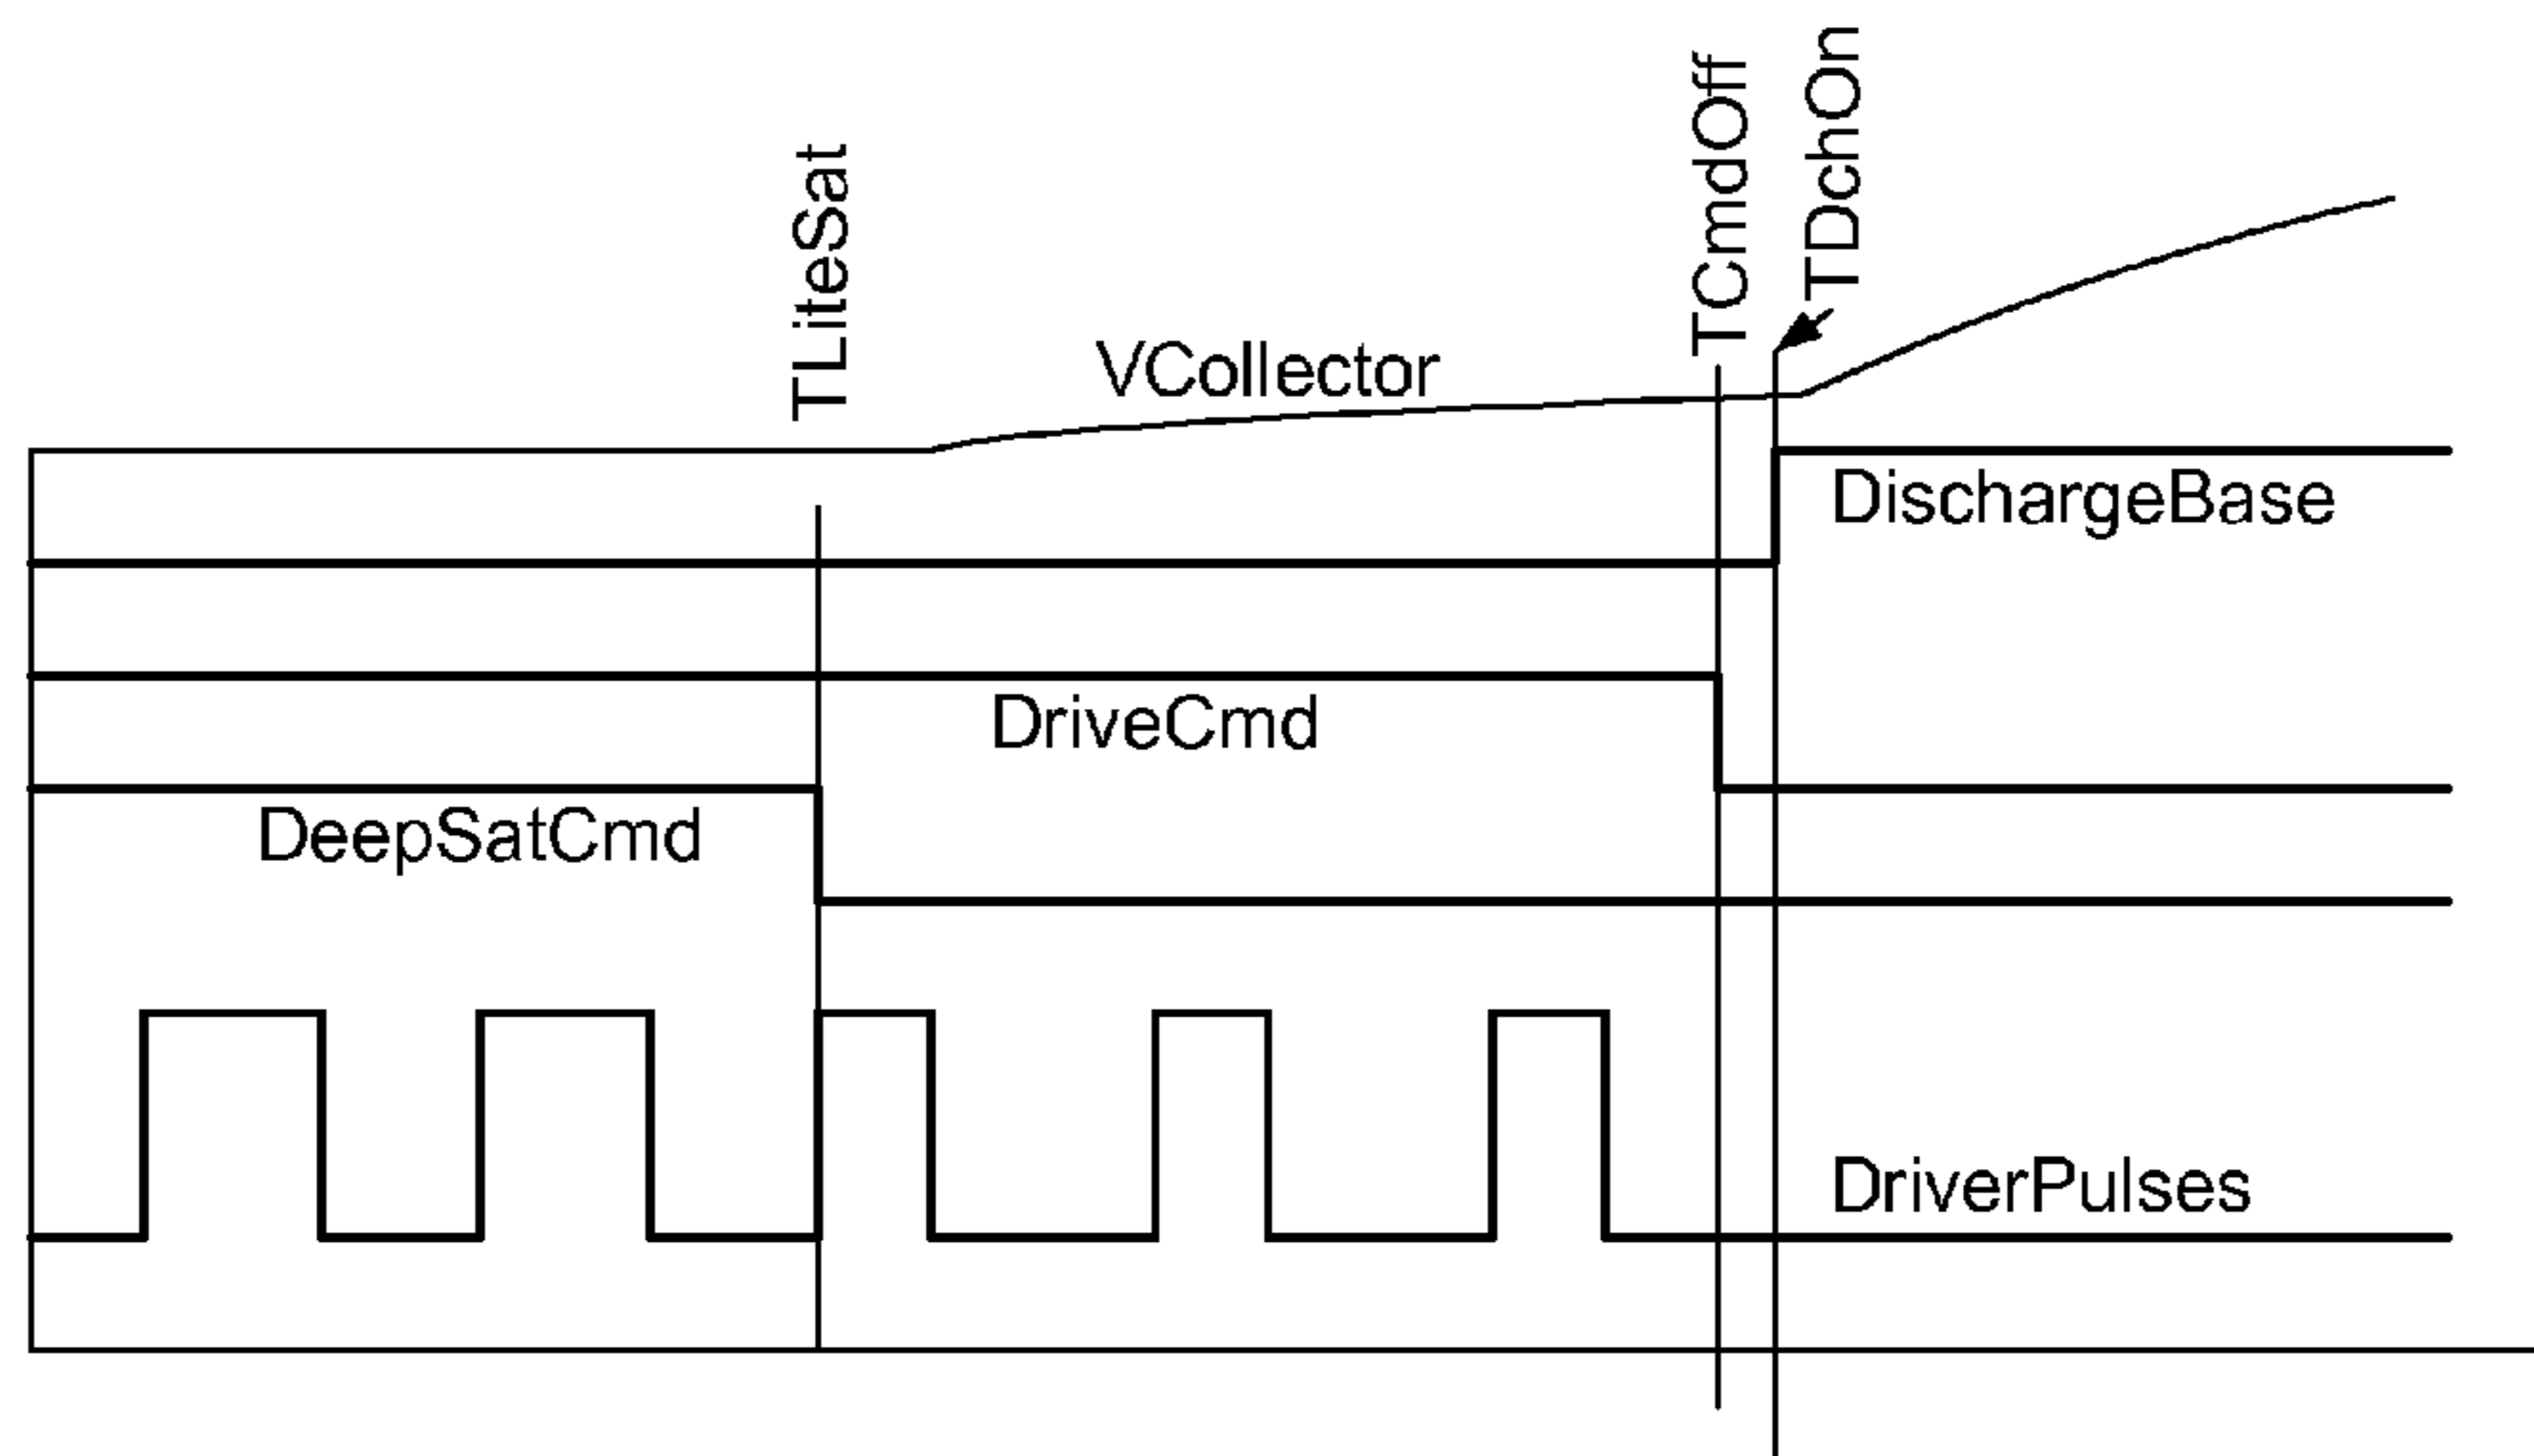 TLiteSat
TCmdOff
TDchOn
VCollector
DischargeBase
DriveCmd
DeepSatCmd
DriverPulses